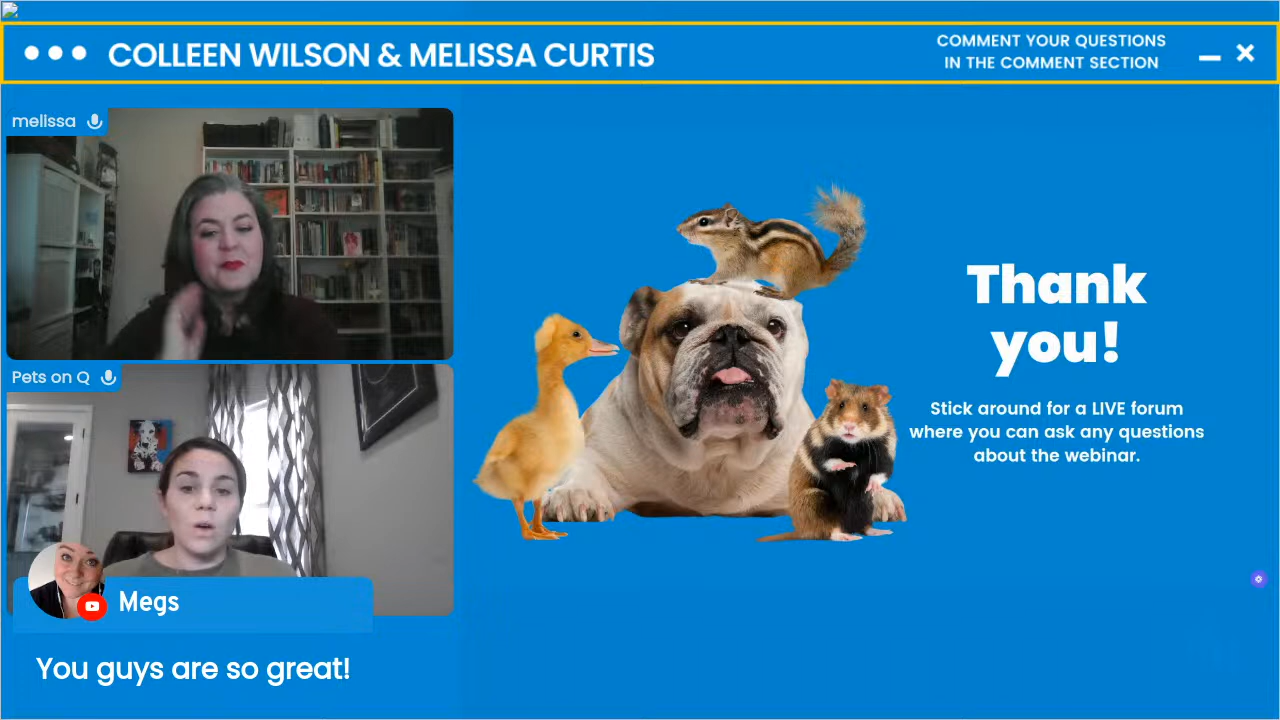 COLLEEN WILSON & MELISSA CURTIS
COMMENT YOUR QUESTIONS
IN THE COMMENT SECTION
melissa
Pets on Q
Megs
You guys are so great!
Thank
you!
Stick around for a LIVE forum
where you can ask any questions
about the webinar.